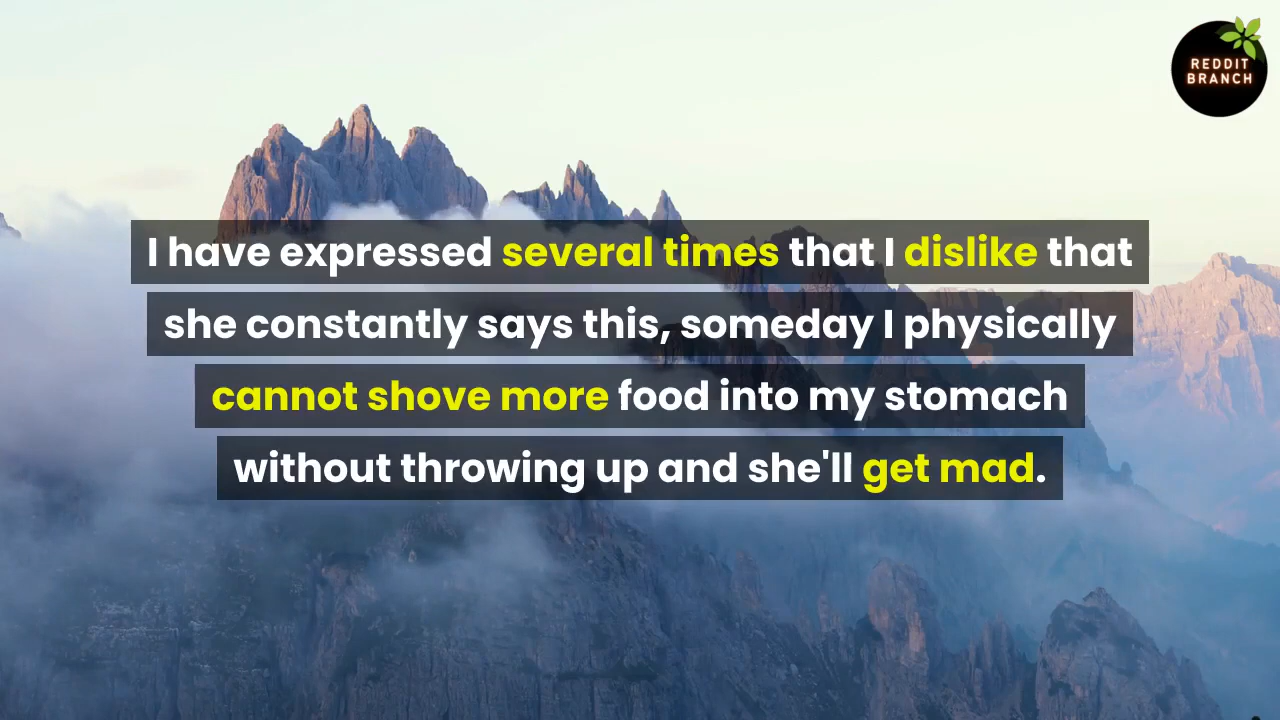 REDDIT
BRANCH
I have expressed several times that I dislike that
she constantly says this, someday I physically
cannot shove more food into my stomach
without throwing up and she'll get mad.